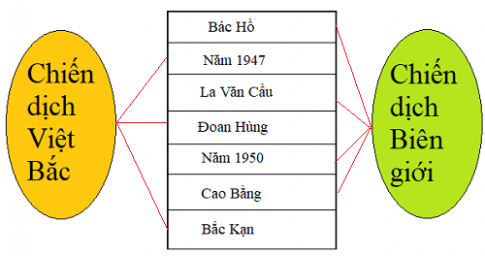 Chiến
dịch
Việt
Bắc
Bác Hồ
Năm 1947
La Văn Cầu
Đoan Hùng
Năm 1950
Cao Bằng
Bắc Kạn
Chiến
dịch
Biên
giới